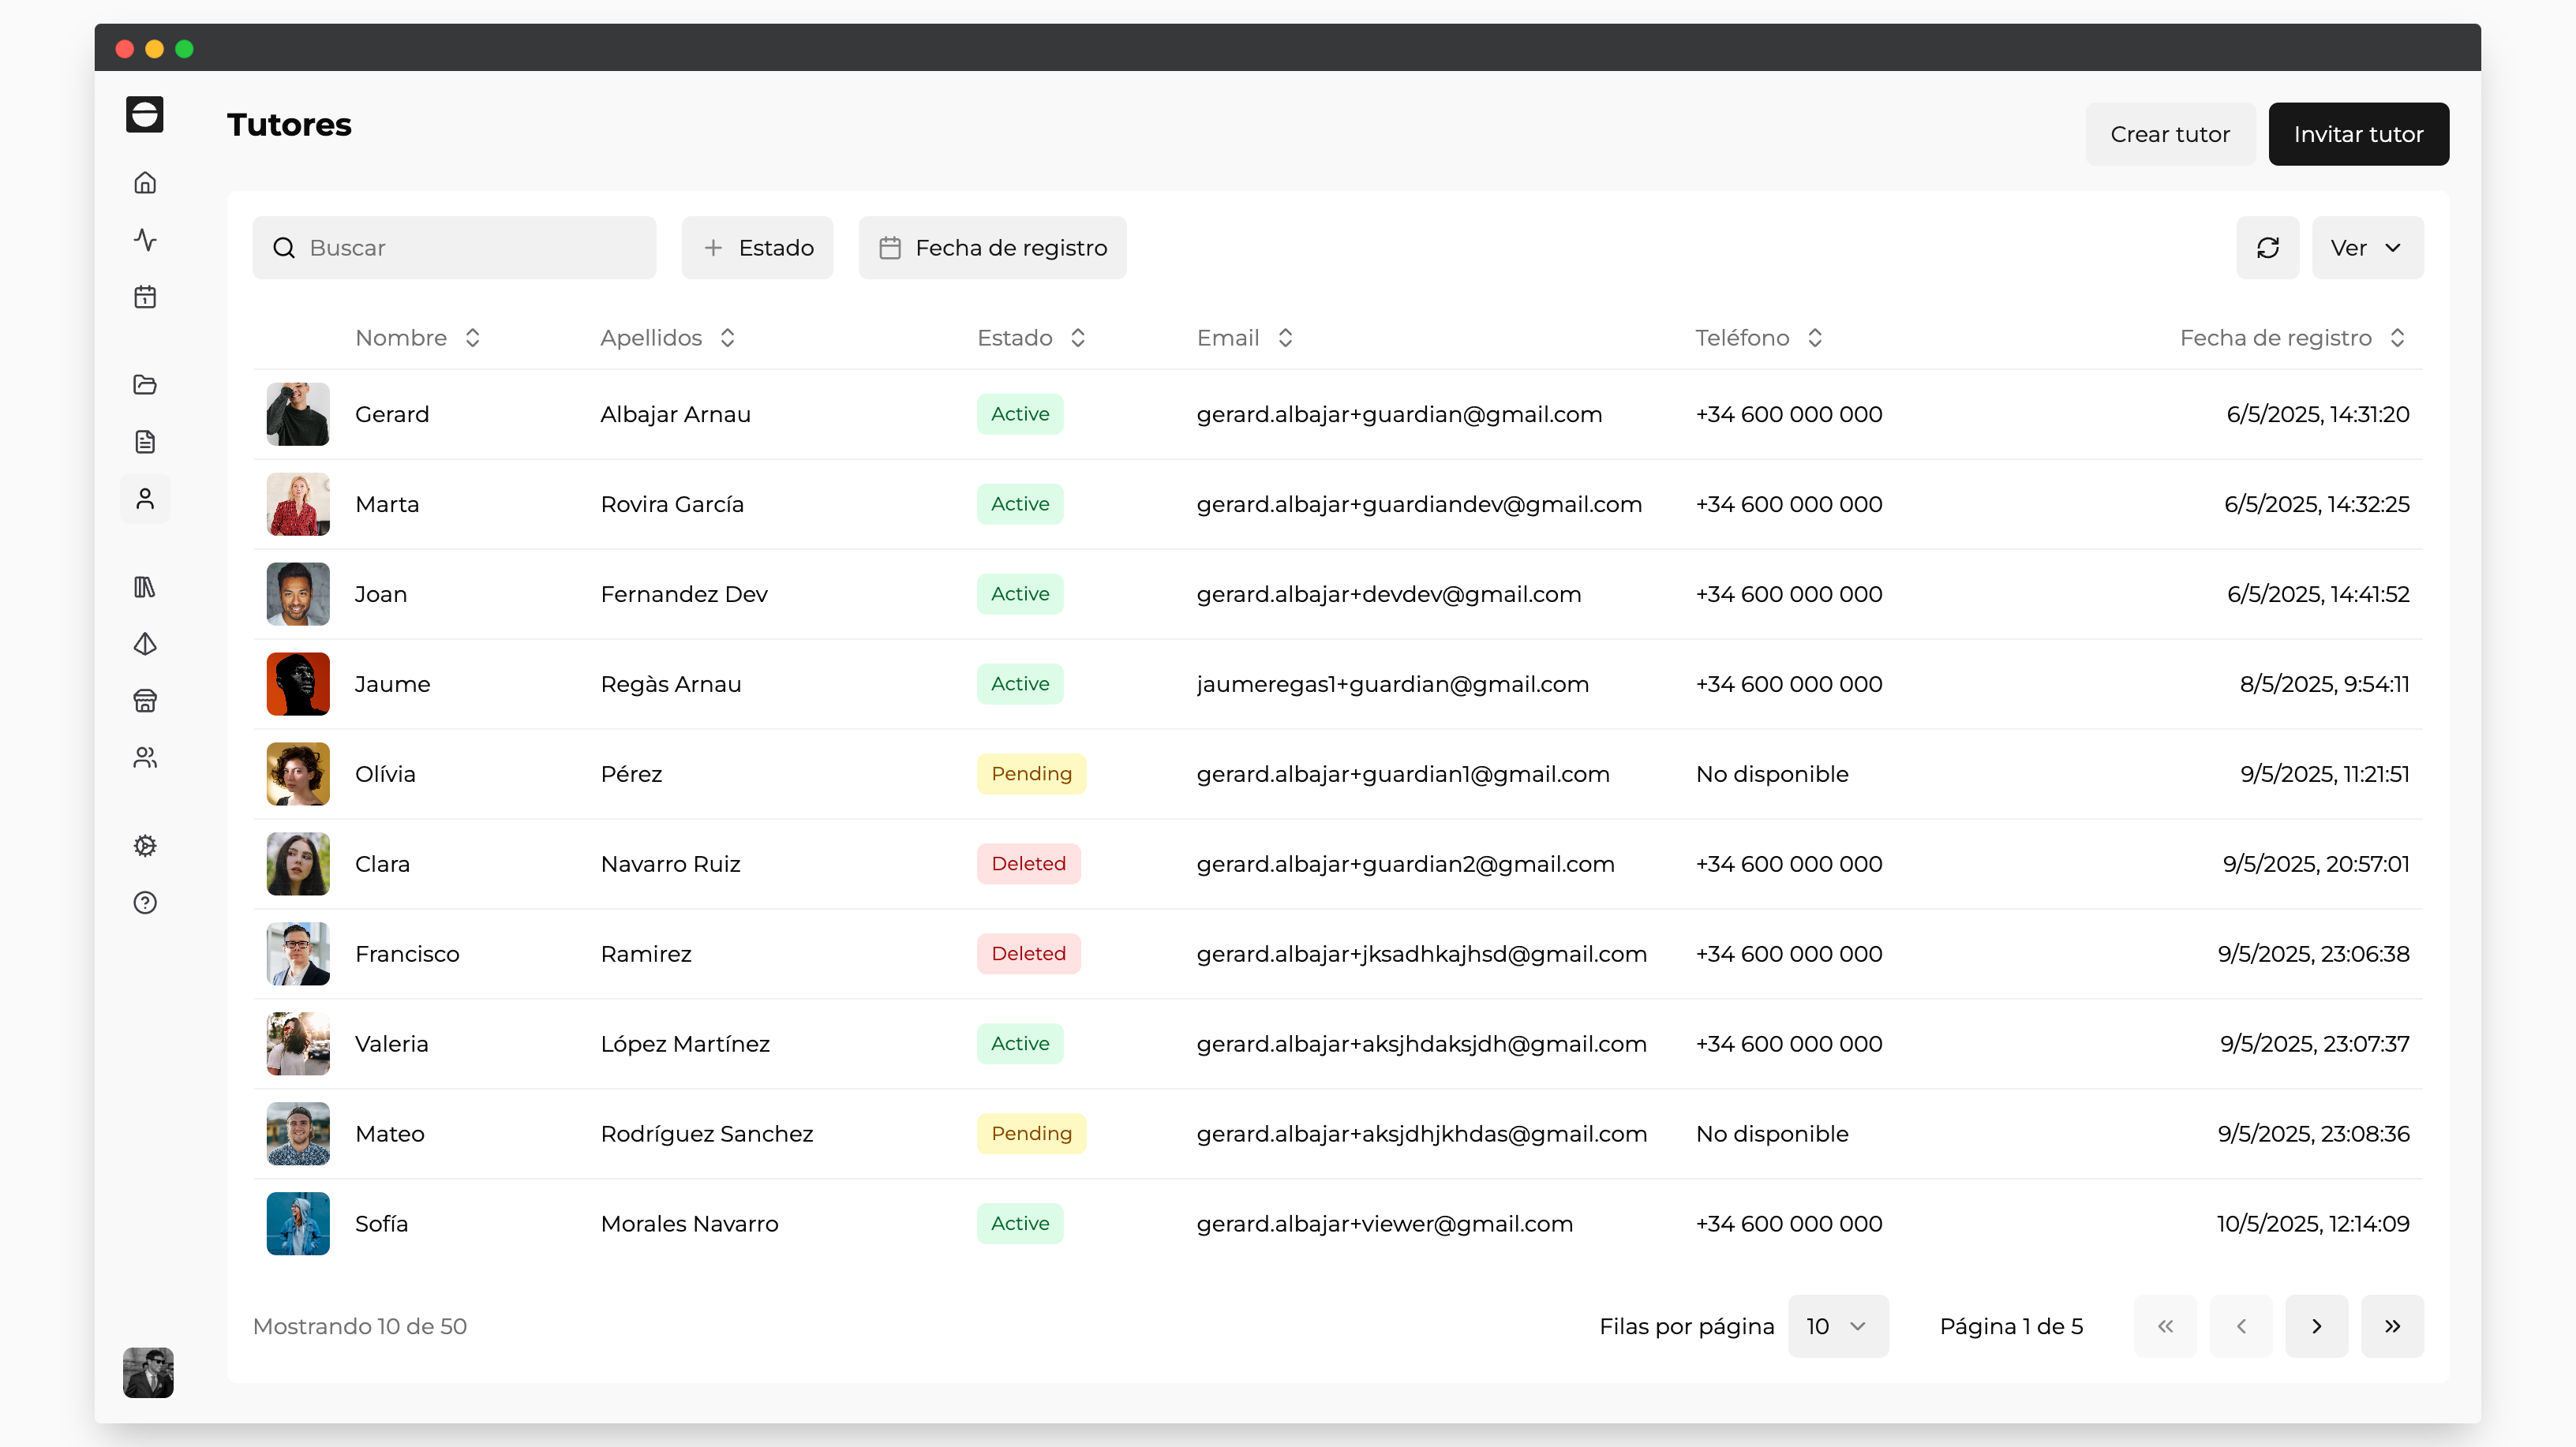 Tutores
Crear tutor
Invitar tutor
Buscar
Estado
Fecha de registro
Ver
Nombre Apellidos Estado Email Teléfono Fecha de registro
Gerard Albajar Arnau Active gerard.albajar+guardian@gmail.com +34 600 000 000 6/5/2025, 14:31:20
Marta Rovira García Active gerard.albajar+guardiandev@gmail.com +34 600 000 000 6/5/2025, 14:32:25
Joan Fernandez Dev Active gerard.albajar+devdev@gmail.com +34 600 000 000 6/5/2025, 14:41:52
Jaume Regàs Arnau Active jaumeregas1+guardian@gmail.com +34 600 000 000 8/5/2025, 9:54:11
Olívia Pérez Pending gerard.albajar+guardian1@gmail.com No disponible 9/5/2025, 11:21:51
Clara Navarro Ruiz Deleted gerard.albajar+guardian2@gmail.com +34 600 000 000 9/5/2025, 20:57:01
Francisco Ramirez Deleted gerard.albajar+jksadhkajhsd@gmail.com +34 600 000 000 9/5/2025, 23:06:38
Valeria López Martínez Active gerard.albajar+aksjhdaksjdh@gmail.com +34 600 000 000 9/5/2025, 23:07:37
Mateo Rodríguez Sanchez Pending gerard.albajar+aksjdhjkhdas@gmail.com No disponible 9/5/2025, 23:08:36
Sofía Morales Navarro Active gerard.albajar+viewer@gmail.com +34 600 000 000 10/5/2025, 12:14:09
Mostrando 10 de 50
Filas por página 10
Página 1 de 5